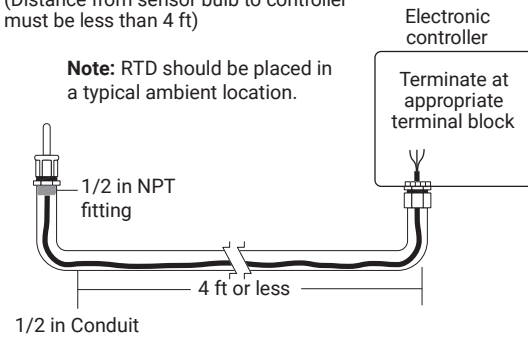 (Distance from sensor bulb to controller
must be less than 4 ft)
Electronic
controller
Note: RTD should be placed in
a typical ambient location.
Terminate at
appropriate
terminal block
1/2 in NPT
fitting
4 ft or less
1/2 in Conduit